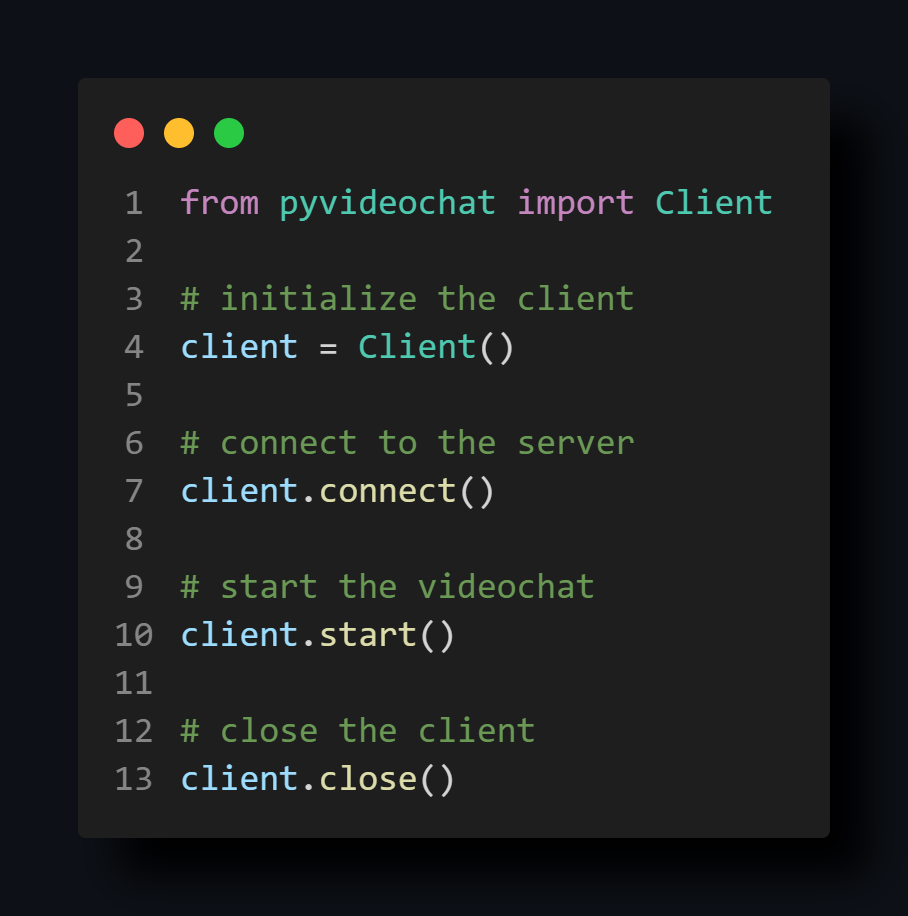 1 from pyvideochat import Client
2
3 # initialize the client
4 client = Client()
5
6 # connect to the server
7 client.connect()
8
9 # start the videochat
10 client.start()
11
12 # close the client
13 client.close()